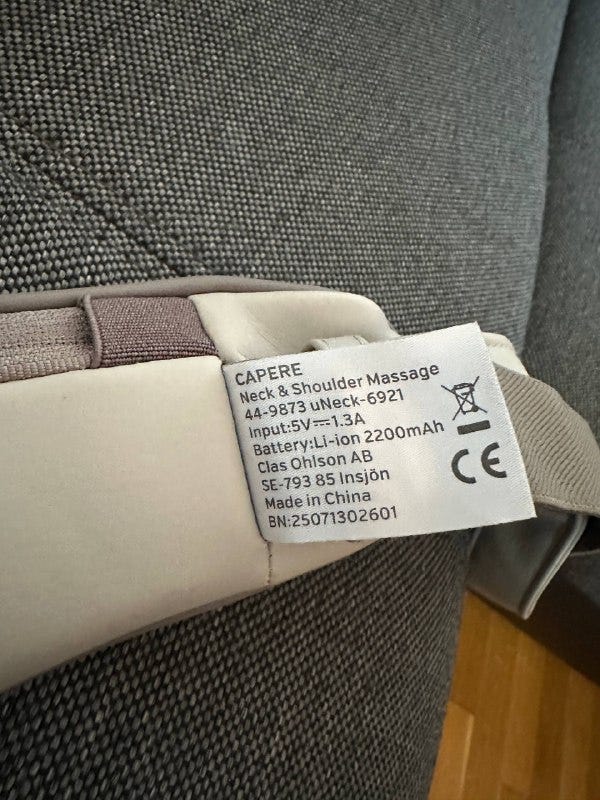 CAPERE
Neck & Shoulder Massage
44-9873 uNeck-6921
Input:5V⎓1.3A
Battery:Li-ion 2200mAh
Clas Ohlson AB
SE-793 85 Insjön
Made in China
BN:25071302601
CE